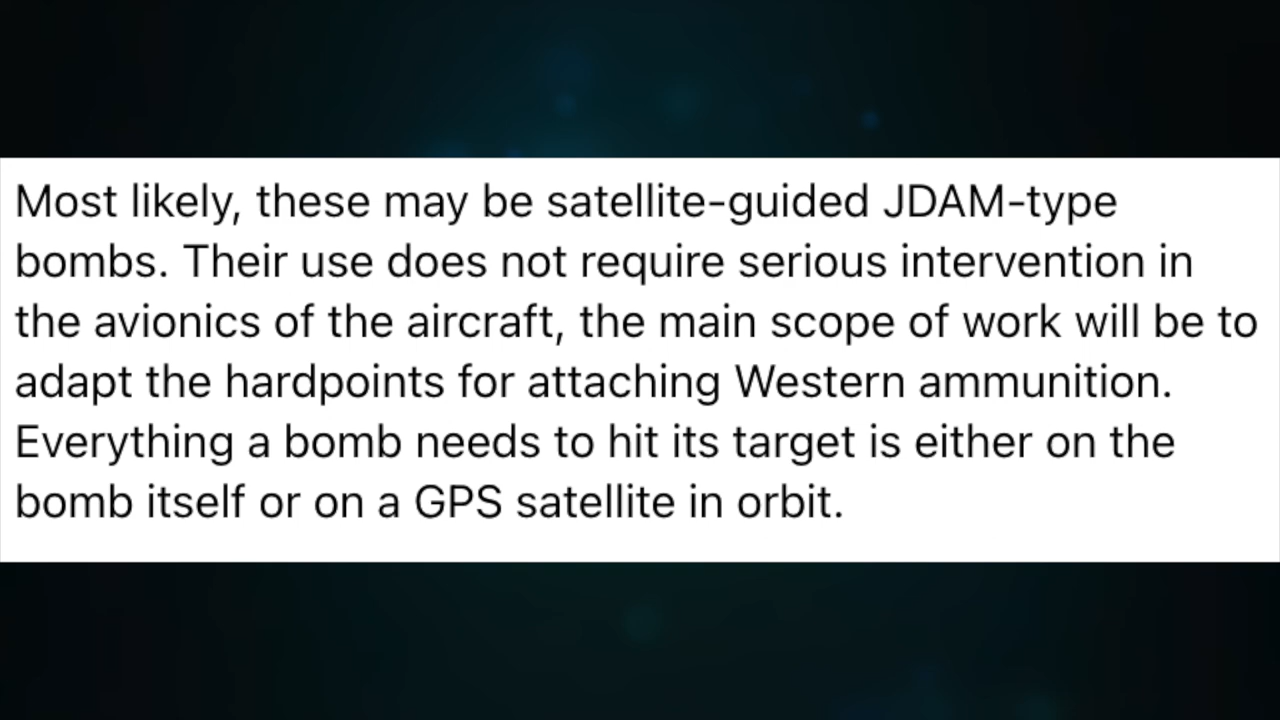 Most likely, these may be satellite-guided JDAM-type
bombs. Their use does not require serious intervention in
the avionics of the aircraft, the main scope of work will be to
adapt the hardpoints for attaching Western ammunition.
Everything a bomb needs to hit its target is either on the
bomb itself or on a GPS satellite in orbit.